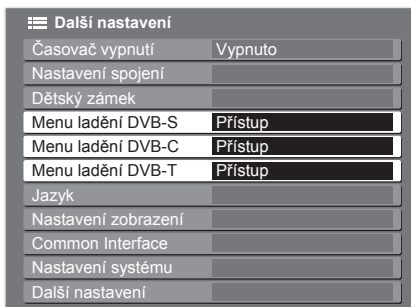 Další nastavení
Časovač vypnutí Vypnuto
Nastavení spojení
Dětský zámek
Menu ladění DVB-S Přístup
Menu ladění DVB-C Přístup
Menu ladění DVB-T Přístup
Jazyk
Nastavení zobrazení
Common Interface
Nastavení systému
Další nastavení